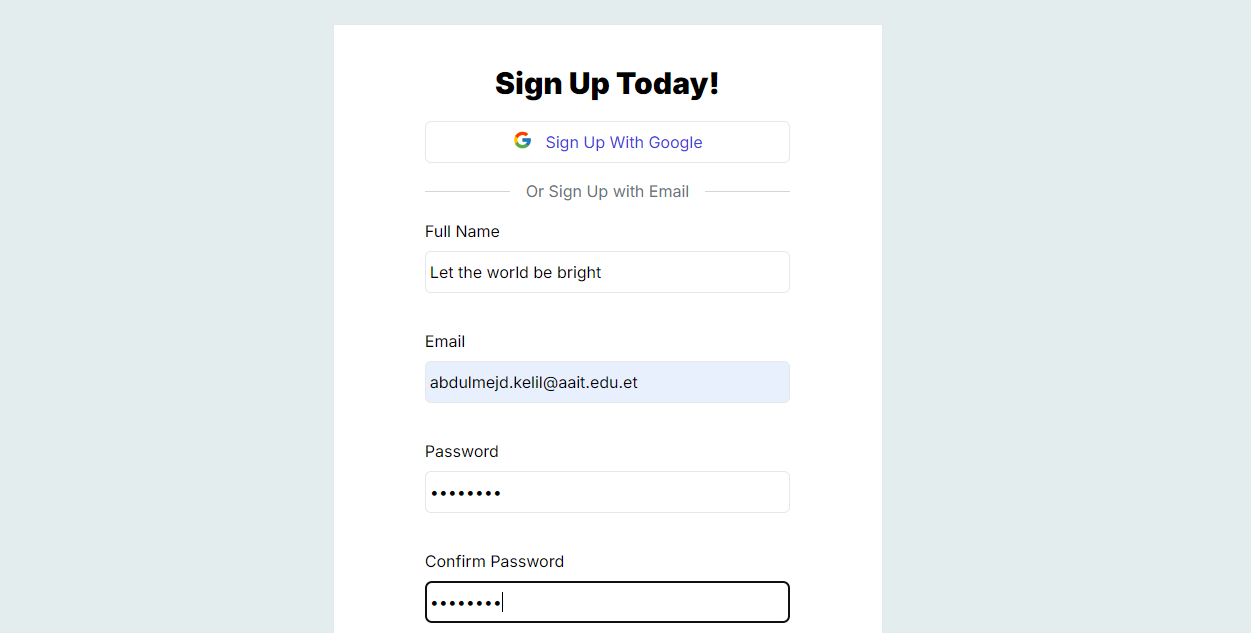 Sign Up Today!
Sign Up With Google
Or Sign Up with Email
Full Name
Let the world be bright
Email
abdulmejd.kelil@aait.edu.et
Password
••••••••
Confirm Password
••••••••